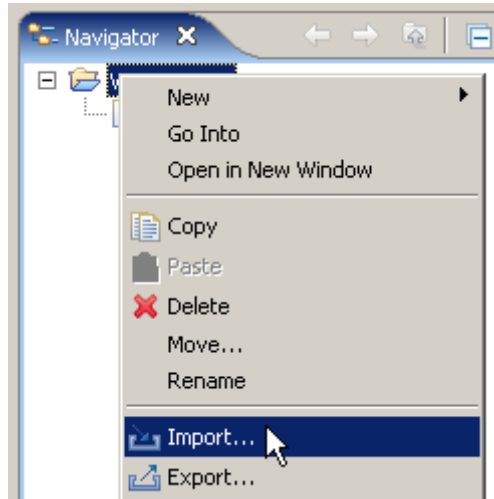 Navigator
New
Go Into
Open in New Window
Copy
Paste
Delete
Move...
Rename
Import...
Export...